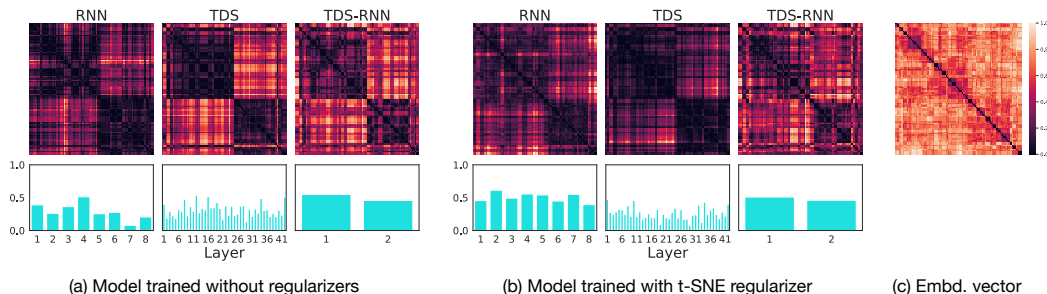 RNN TDS TDS-RNN
RNN TDS TDS-RNN
1.0
0.5
0.0
1 2 3 4 5 6 7 8
1 6 11 16 21 26 31 36 41
1 2
Layer
1.0
0.5
0.0
1 2 3 4 5 6 7 8
1 6 11 16 21 26 31 36 41
1 2
Layer
(a) Model trained without regularizers
(b) Model trained with t-SNE regularizer
(c) Embd. vector